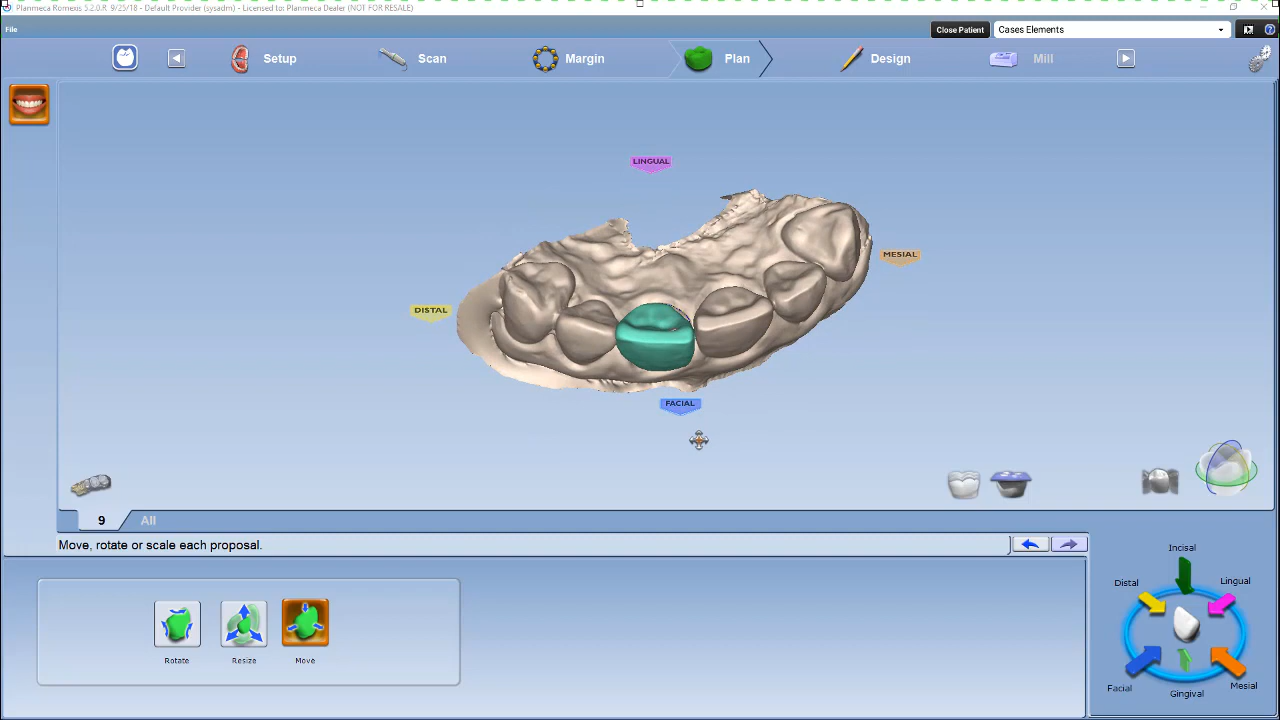 Planmeca Romexis 5.2.0.R  9/25/18 - Default Provider (sysadm) - Licensed to: Planmeca Dealer (NOT FOR RESALE)
File
Close Patient
Cases Elements
Setup
Scan
Margin
Plan
Design
Mill
LINGUAL
MESIAL
DISTAL
FACIAL
9
All
Move, rotate or scale each proposal.
Rotate
Resize
Move
Incisal
Distal
Lingual
Facial
Mesial
Gingival